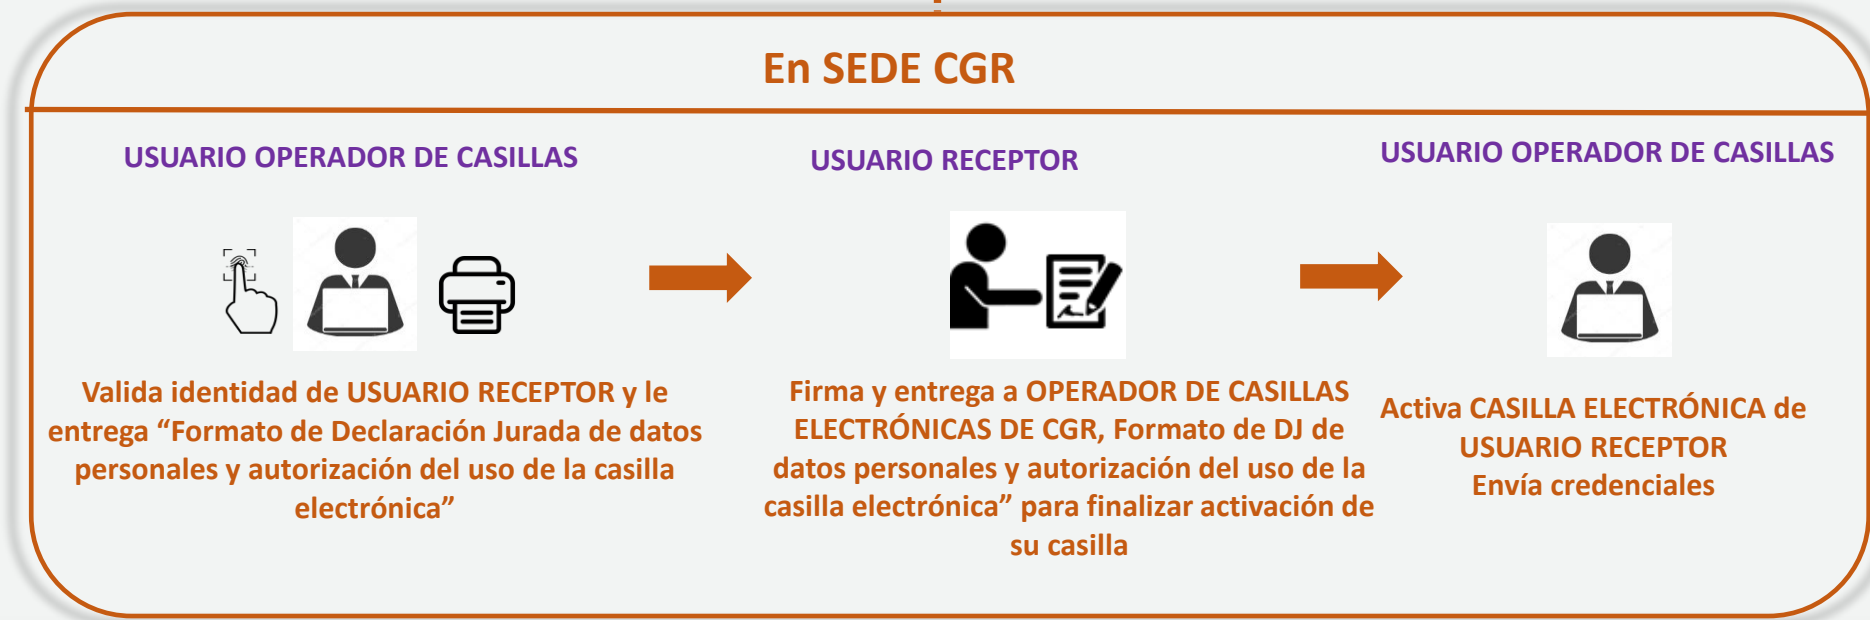 En SEDE CGR
USUARIO OPERADOR DE CASILLAS
Valida identidad de USUARIO RECEPTOR y le
entrega “Formato de Declaración Jurada de datos
personales y autorización del uso de la casilla
electrónica”
USUARIO RECEPTOR
Firma y entrega a OPERADOR DE CASILLAS
ELECTRÓNICAS DE CGR, Formato de DJ de
datos personales y autorización del uso de la
casilla electrónica” para finalizar activación de
su casilla
USUARIO OPERADOR DE CASILLAS
Activa CASILLA ELECTRÓNICA de
USUARIO RECEPTOR
Envía credenciales